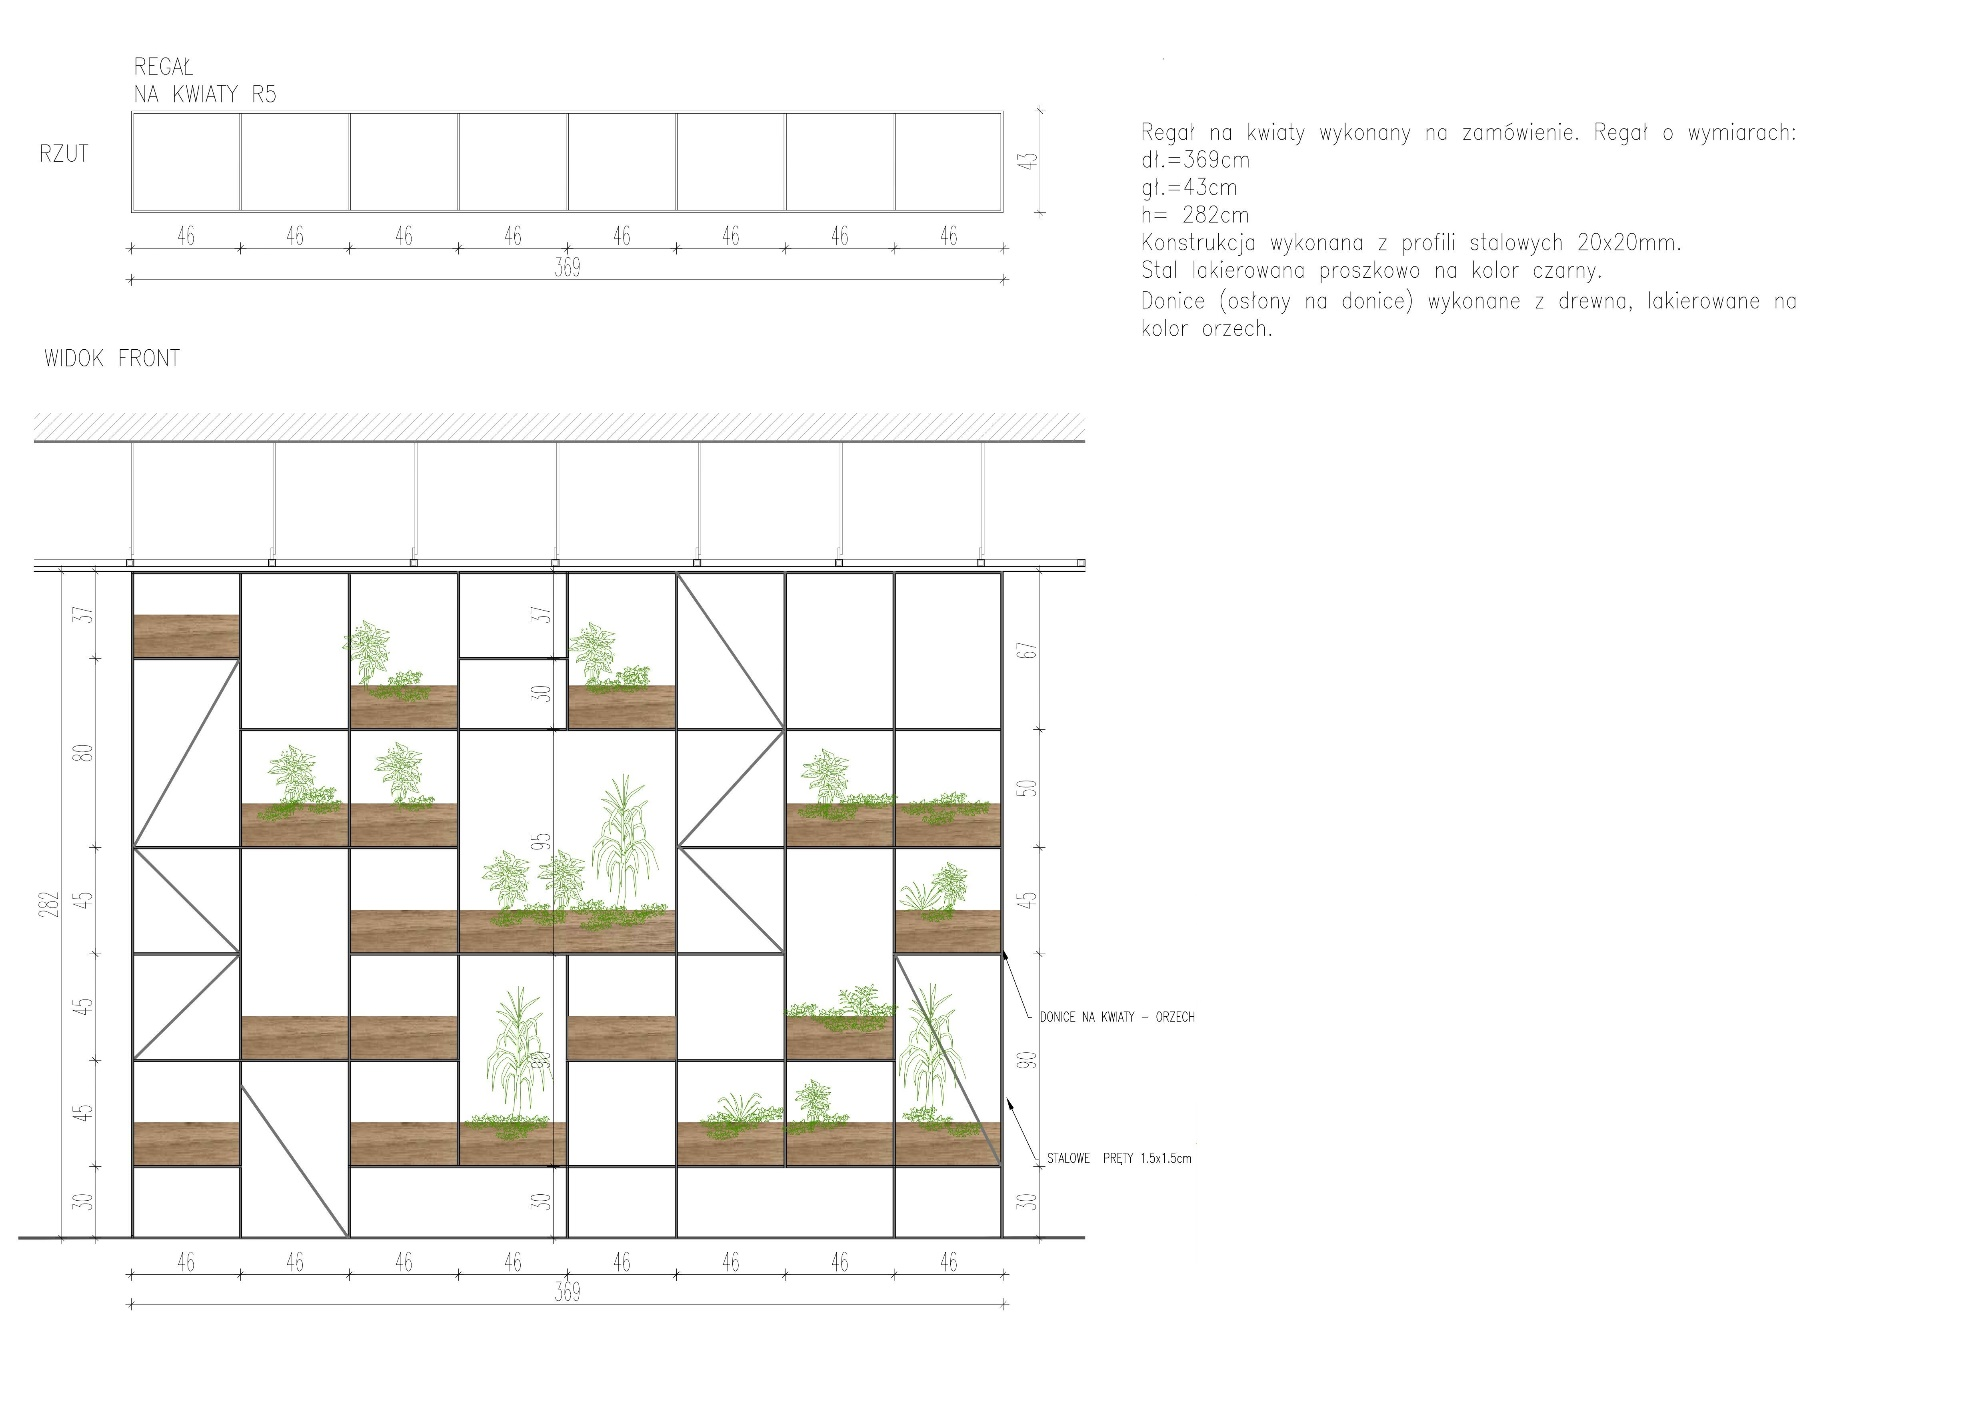 REGAŁ
NA KWIATY R5
RZUT
43
46 46 46 46 46 46 46 46
369
Regał na kwiaty wykonany na zamówienie. Regał o wymiarach:
dł.=369cm
gł.=43cm
h= 282cm
Konstrukcja wykonana z profili stalowych 20x20mm.
Stal lakierowana proszkowo na kolor czarny.
Donice (osłony na donice) wykonane z drewna, lakierowane na
kolor orzech.
WIDOK FRONT
282
37
80
45
45
45
30
37
30
95
90
30
67
50
45
90
30
DONICE NA KWIATY – ORZECH
STALOWE PRĘTY 1.5x1.5cm
46 46 46 46 46 46 46 46
369